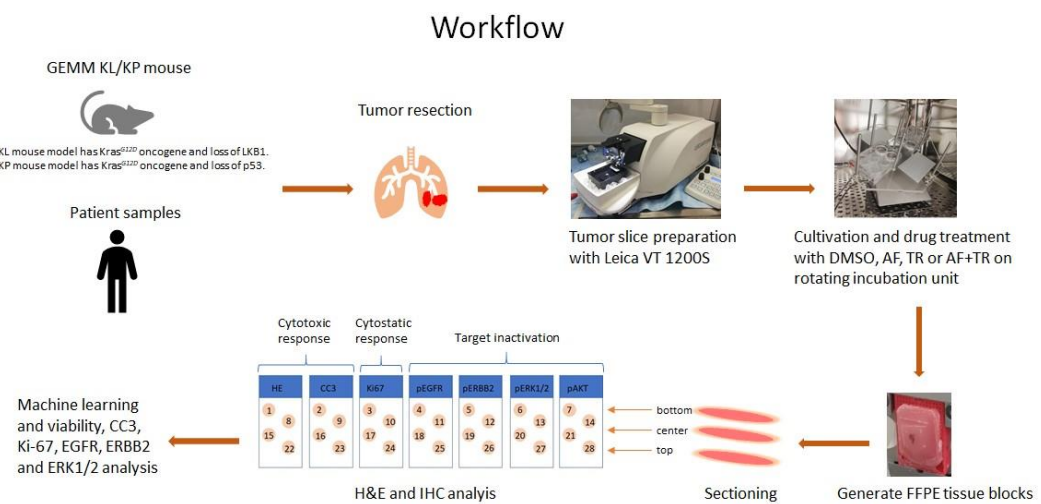 Workflow
GEMM KL/KP mouse
KL mouse model has Kras^G12D oncogene and loss of LKB1.
KP mouse model has Kras^G12D oncogene and loss of p53.
Patient samples
Tumor resection
Tumor slice preparation
with Leica VT 1200S
Cultivation and drug treatment
with DMSO, AF, TR or AF+TR on
rotating incubation unit
Generate FFPE tissue blocks
Sectioning
bottom
center
top
Cytotoxic
response
Cytostatic
response
Target inactivation
HE CC3 Ki67 pEGFR pERBB2 pERK1/2 pAKT
1 2 3 4 5 6 7
8 9 10 11 12 13 14
15 16 17 18 19 20 21
22 23 24 25 26 27 28
H&E and IHC analyis
Machine learning
and viability, CC3,
Ki-67, EGFR, ERBB2
and ERK1/2 analysis